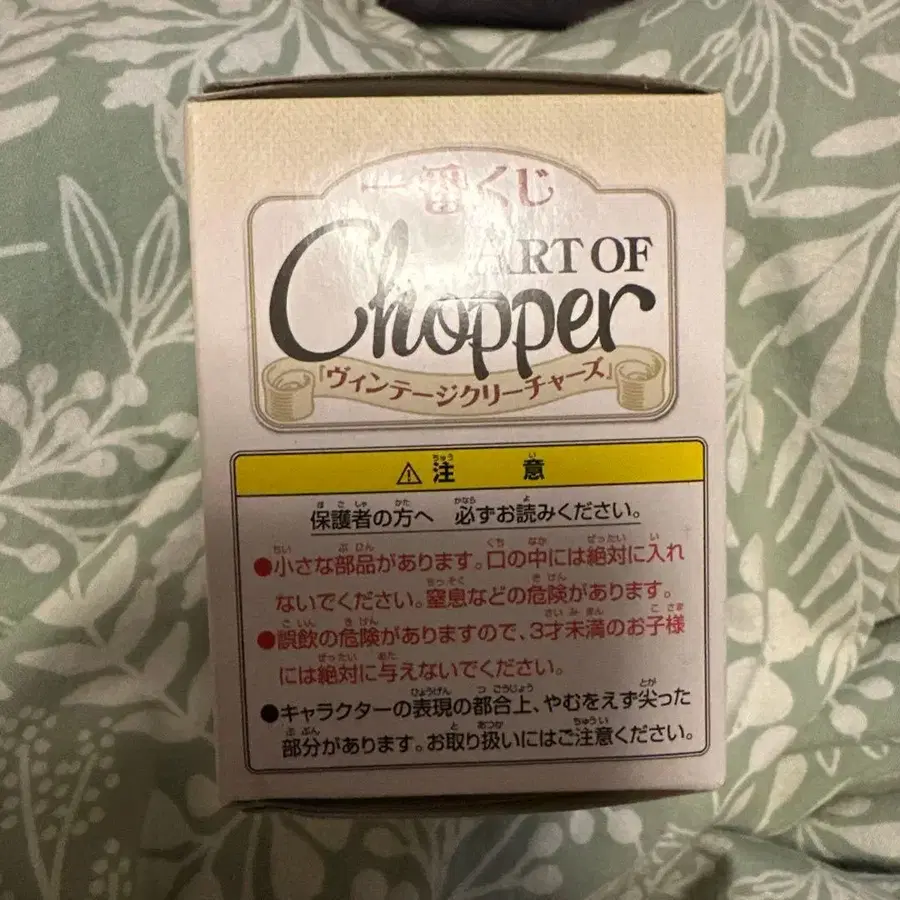 一番くじ
ART OF
Chopper
「ヴィンテージクリーチャーズ」
⚠注意
保護者の方へ 必ずお読みください。
●小さな部品があります。口の中には絶対に入れ
ないでください。窒息などの危険があります。
●誤飲の危険がありますので、3才未満のお子様
には絶対に与えないでください。
●キャラクターの表現の都合上、やむをえず尖った
部分があります。お取り扱いにはご注意ください。